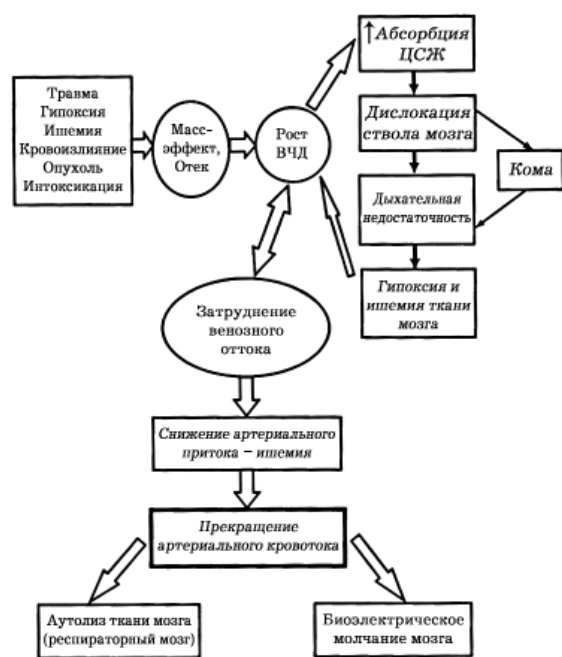 ↑Абсорбция
ЦСЖ
Травма
Гипоксия
Ишемия
Кровоизлияние
Опухоль
Интоксикация
Масс-
эффект,
Отек
Рост
ВЧД
Дислокация
ствола мозга
Кома
Дыхательная
недостаточность
Гипоксия и
ишемия ткани
мозга
Затруднение
венозного
оттока
Снижение артериального
притока – ишемия
Прекращение
артериального кровотока
Аутолиз ткани мозга
(респираторный мозг)
Биоэлектрическое
молчание мозга